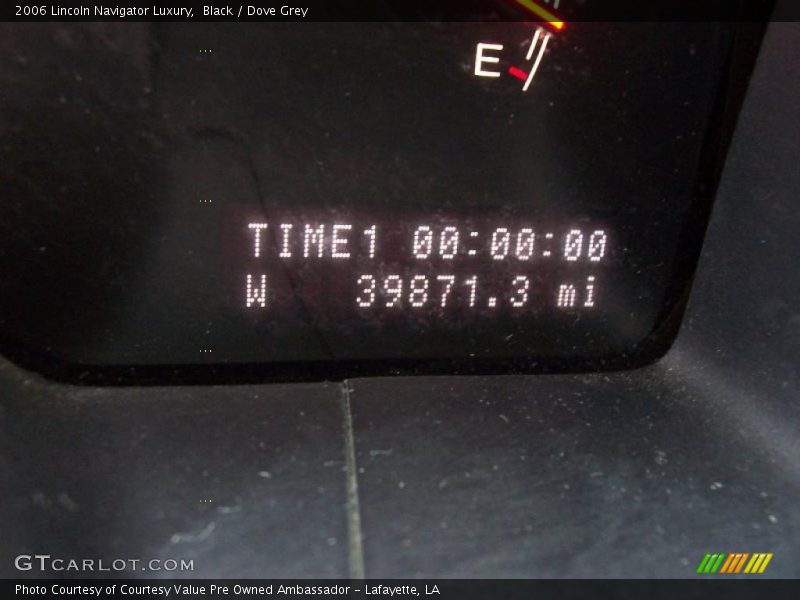 2006 Lincoln Navigator Luxury,  Black / Dove Grey
E
TIME1 00:00:00
W 39871.3 mi
GTCARLOT.COM
Photo Courtesy of Courtesy Value Pre Owned Ambassador - Lafayette, LA